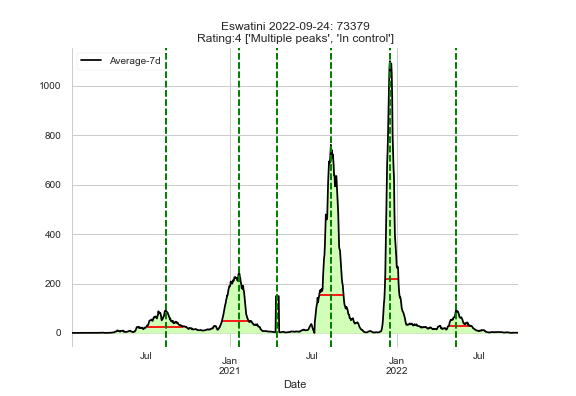 Eswatini 2022-09-24: 73379
Rating:4 ['Multiple peaks', 'In control']
Average-7d
1000
800
600
400
200
0
Jul
Jan
2021
Jul
Jan
2022
Jul
Date